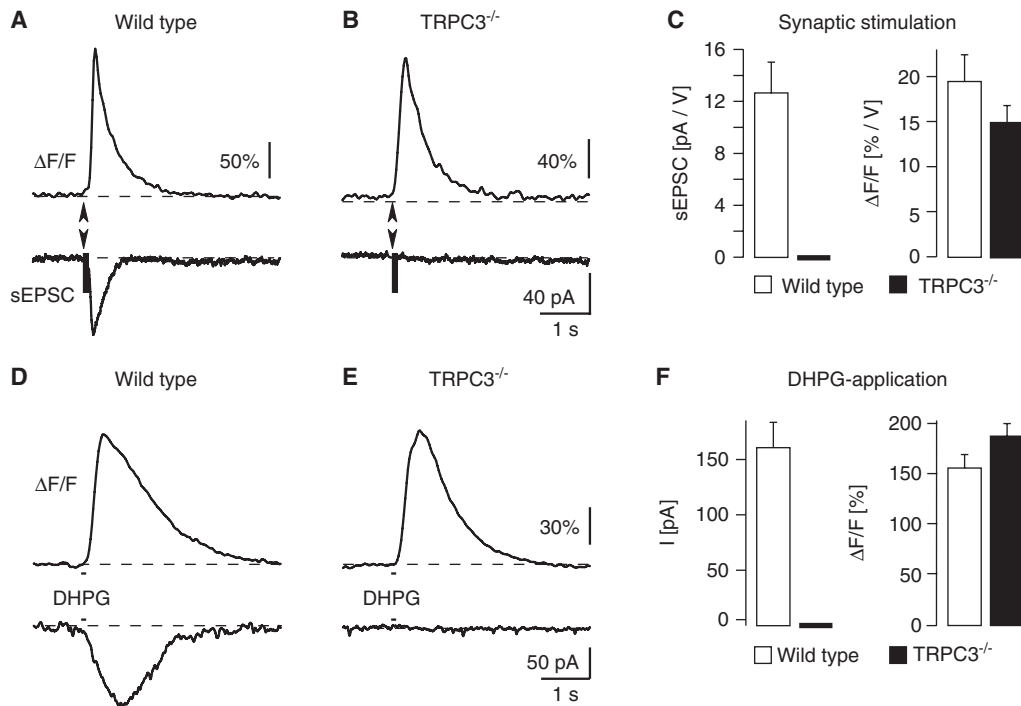 A Wild type
B TRPC3-/-
C Synaptic stimulation
ΔF/F
50%
40%
sEPSC
40 pA
1 s
sEPSC [pA / V]
16
12
8
4
0
ΔF/F [% / V]
20
15
10
5
0
Wild type
TRPC3-/-
D Wild type
E TRPC3-/-
F DHPG-application
ΔF/F
30%
DHPG
DHPG
50 pA
1 s
I [pA]
150
100
50
0
ΔF/F [%]
200
150
100
50
0
Wild type
TRPC3-/-